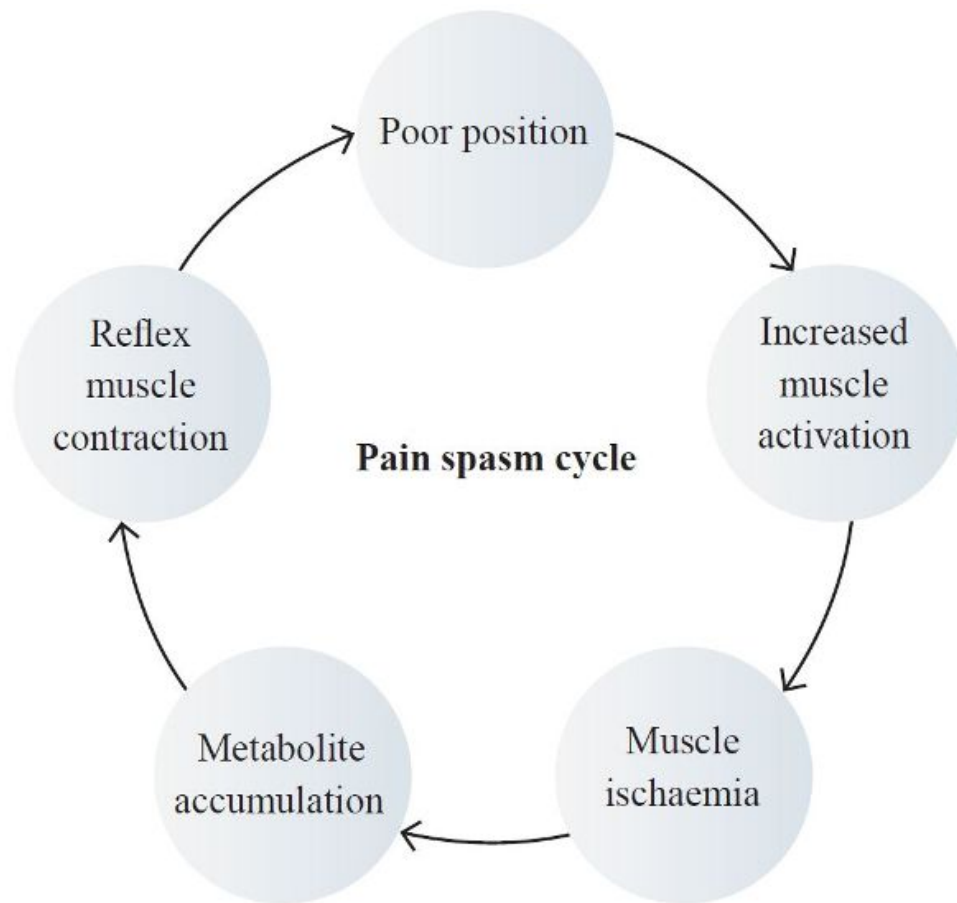 Poor position
Increased
muscle
activation
Muscle
ischaemia
Metabolite
accumulation
Reflex
muscle
contraction
Pain spasm cycle